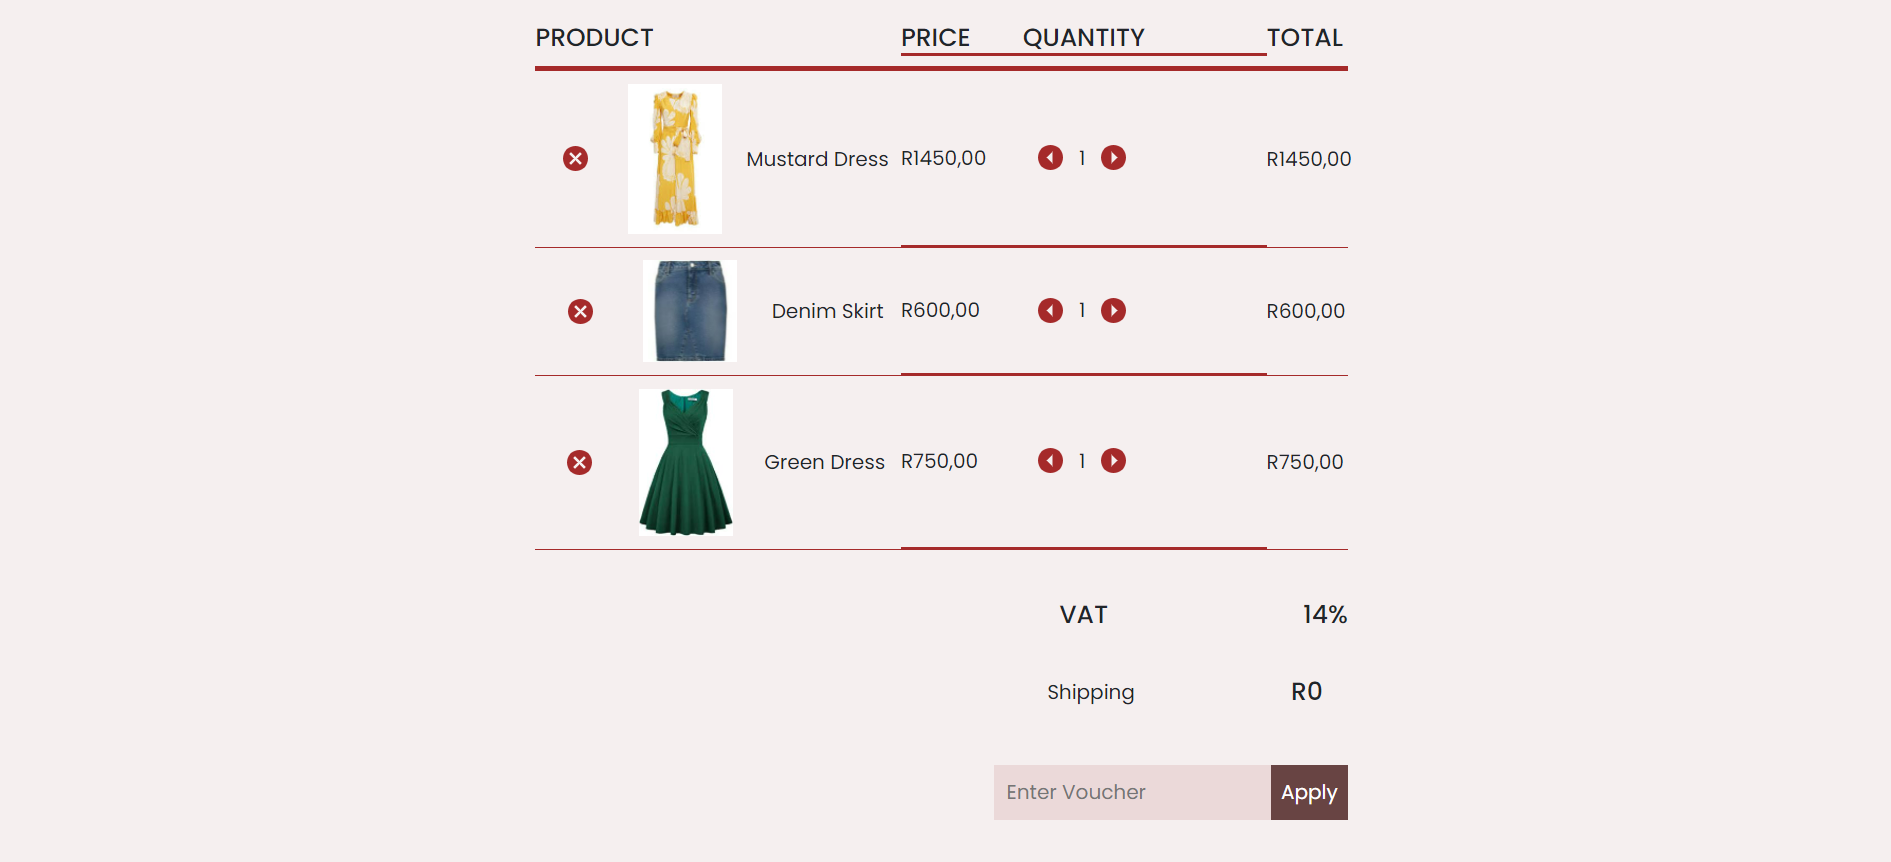 PRODUCT PRICE QUANTITY TOTAL
Mustard Dress R1450,00 1 R1450,00
Denim Skirt R600,00 1 R600,00
Green Dress R750,00 1 R750,00
VAT 14%
Shipping R0
Enter Voucher Apply